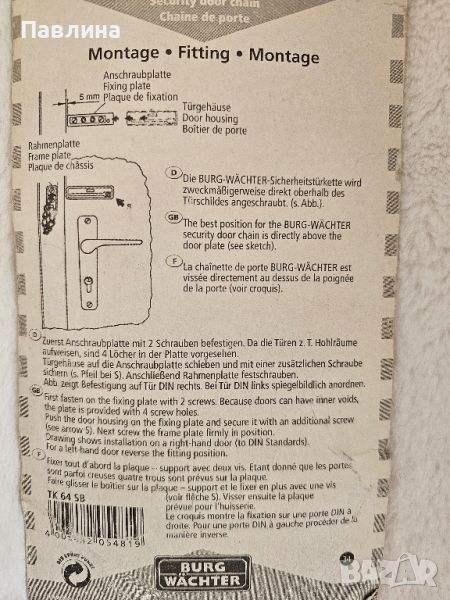 Павлина
Security door chain
Chaîne de porte
Montage • Fitting • Montage
Anschraubplatte
Fixing plate
5 mm Plaque de fixation
Türgehäuse
Door housing
Boîtier de porte
Rahmenplatte
Frame plate
Plaque de châssis
S
D Die BURG-WÄCHTER-Sicherheitstürkette wird
zweckmäßigerweise direkt oberhalb des
Türschildes angeschraubt. (s. Abb.)
GB The best position for the BURG-WÄCHTER
security door chain is directly above the
door plate (see sketch).
F La chaînette de porte BURG-WÄCHTER est
vissée directement au dessus de la poignée
de la porte (voir croquis).
D Zuerst Anschraubplatte mit 2 Schrauben befestigen. Da die Türen z. T. Hohlräume
aufweisen, sind 4 Löcher in der Platte vorgesehen.
Türgehäuse auf die Anschraubplatte schieben und mit einer zusätzlichen Schraube
sichern (s. Pfeil bei S). Anschließend Rahmenplatte festschrauben.
Abb. zeigt Befestigung auf Tür DIN rechts. Bei Tür DIN links spiegelbildlich anordnen.
GB First fasten on the fixing plate with 2 screws. Because doors can have inner voids,
the plate is provided with 4 screw holes.
Push the door housing on the fixing plate and secure it with an additional screw
(see arrow S). Next screw the frame plate firmly in position.
Drawing shows installation on a right-hand door (to DIN Standards).
For a left-hand door reverse the fitting position.
F Fixer tout d'abord la plaque – support avec deux vis. Étant donné que les portes
sont parfois creuses quatre trous sont prévus sur la plaque.
Faire glisser le boîtier sur la plaque – support et le fixer en plus avec une vis
(voir flèche S). Visser ensuite la plaque
prévue pour l'huisserie.
Le croquis montre la fixation sur une porte DIN à
droite. Pour une porte DIN à gauche procéder de la
manière inverse.
TK 64 SB
BURG
WÄCHTER
bazar